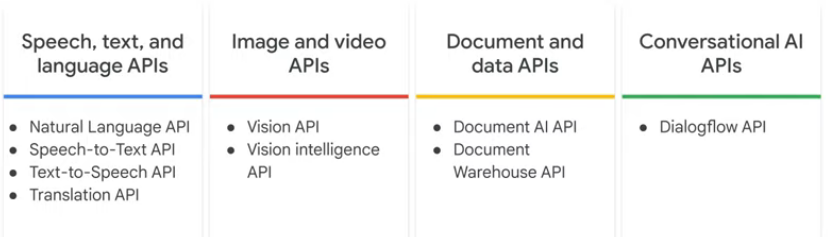 Speech, text, and
language APIs
● Natural Language API
● Speech-to-Text API
● Text-to-Speech API
● Translation API
Image and video
APIs
● Vision API
● Vision intelligence
API
Document and
data APIs
● Document AI API
● Document
Warehouse API
Conversational AI
APIs
● Dialogflow API